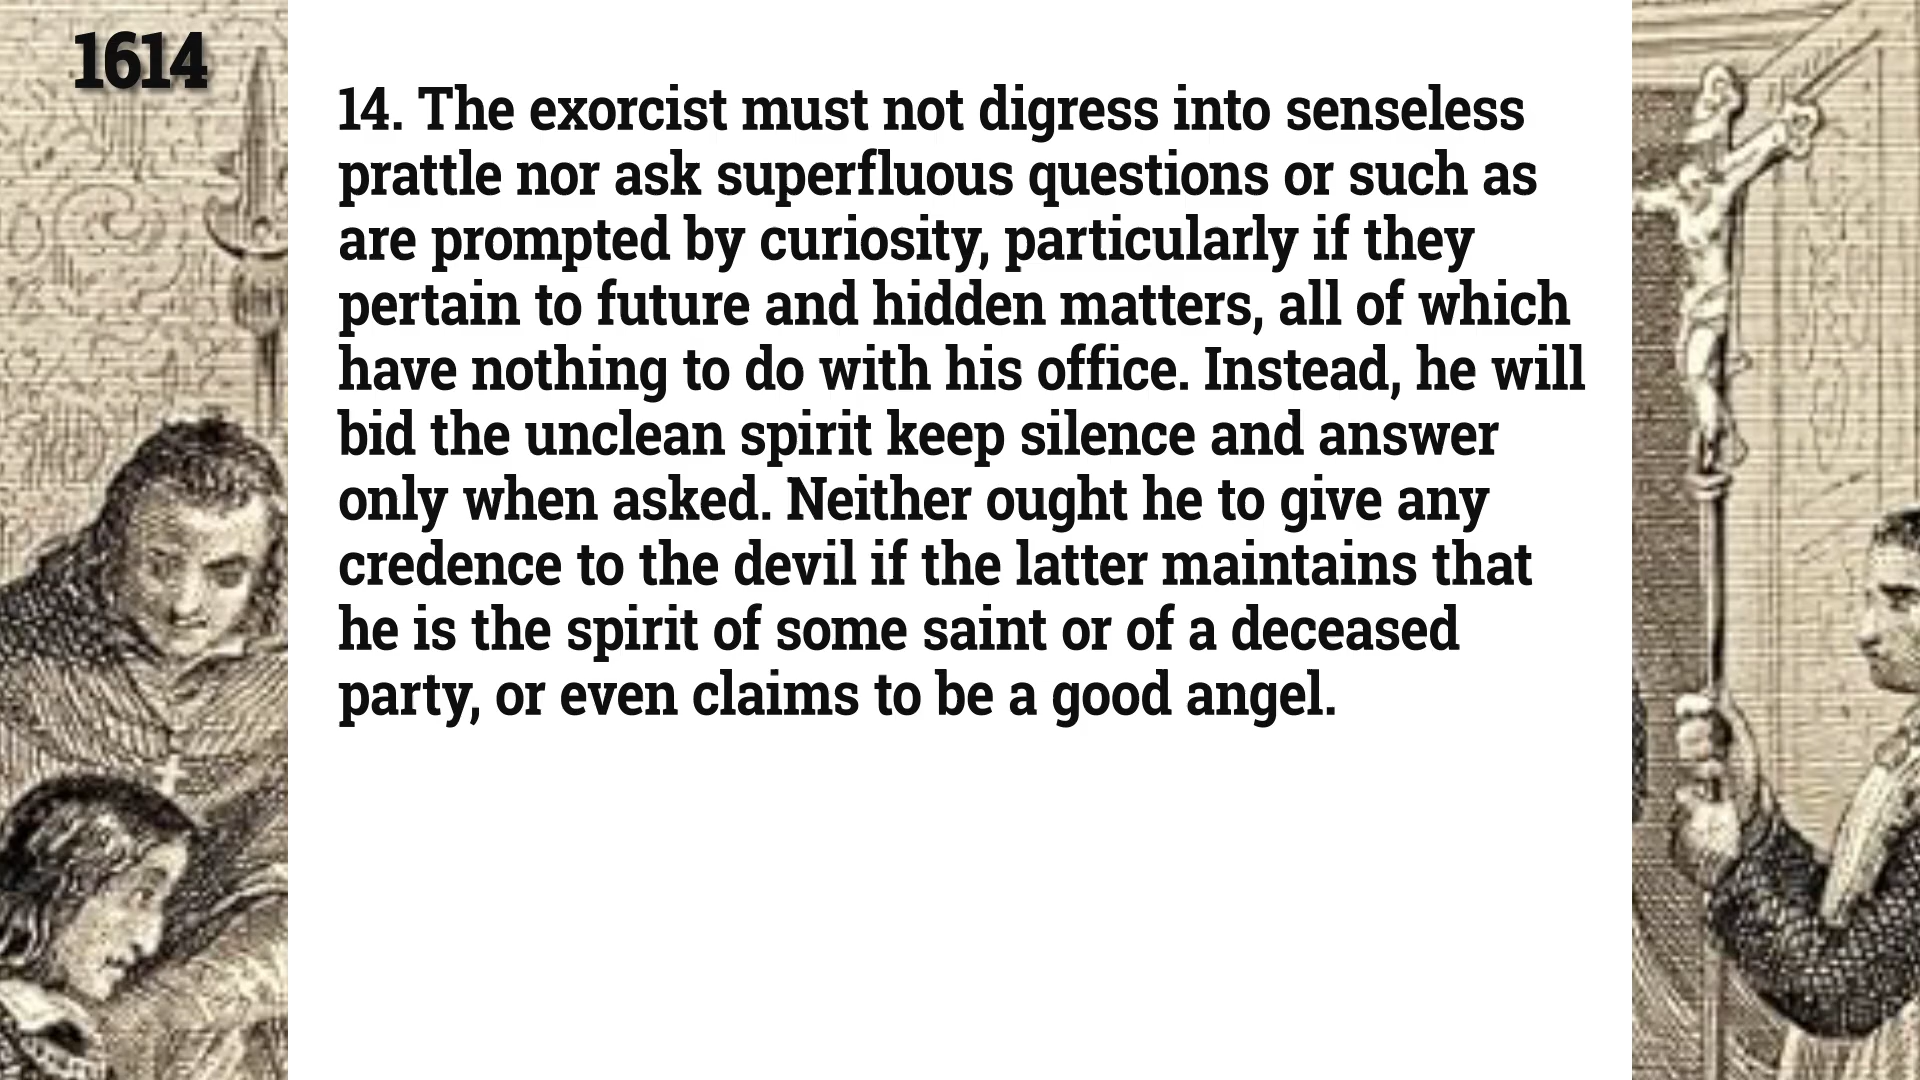 1614
14. The exorcist must not digress into senseless
prattle nor ask superfluous questions or such as
are prompted by curiosity, particularly if they
pertain to future and hidden matters, all of which
have nothing to do with his office. Instead, he will
bid the unclean spirit keep silence and answer
only when asked. Neither ought he to give any
credence to the devil if the latter maintains that
he is the spirit of some saint or of a deceased
party, or even claims to be a good angel.